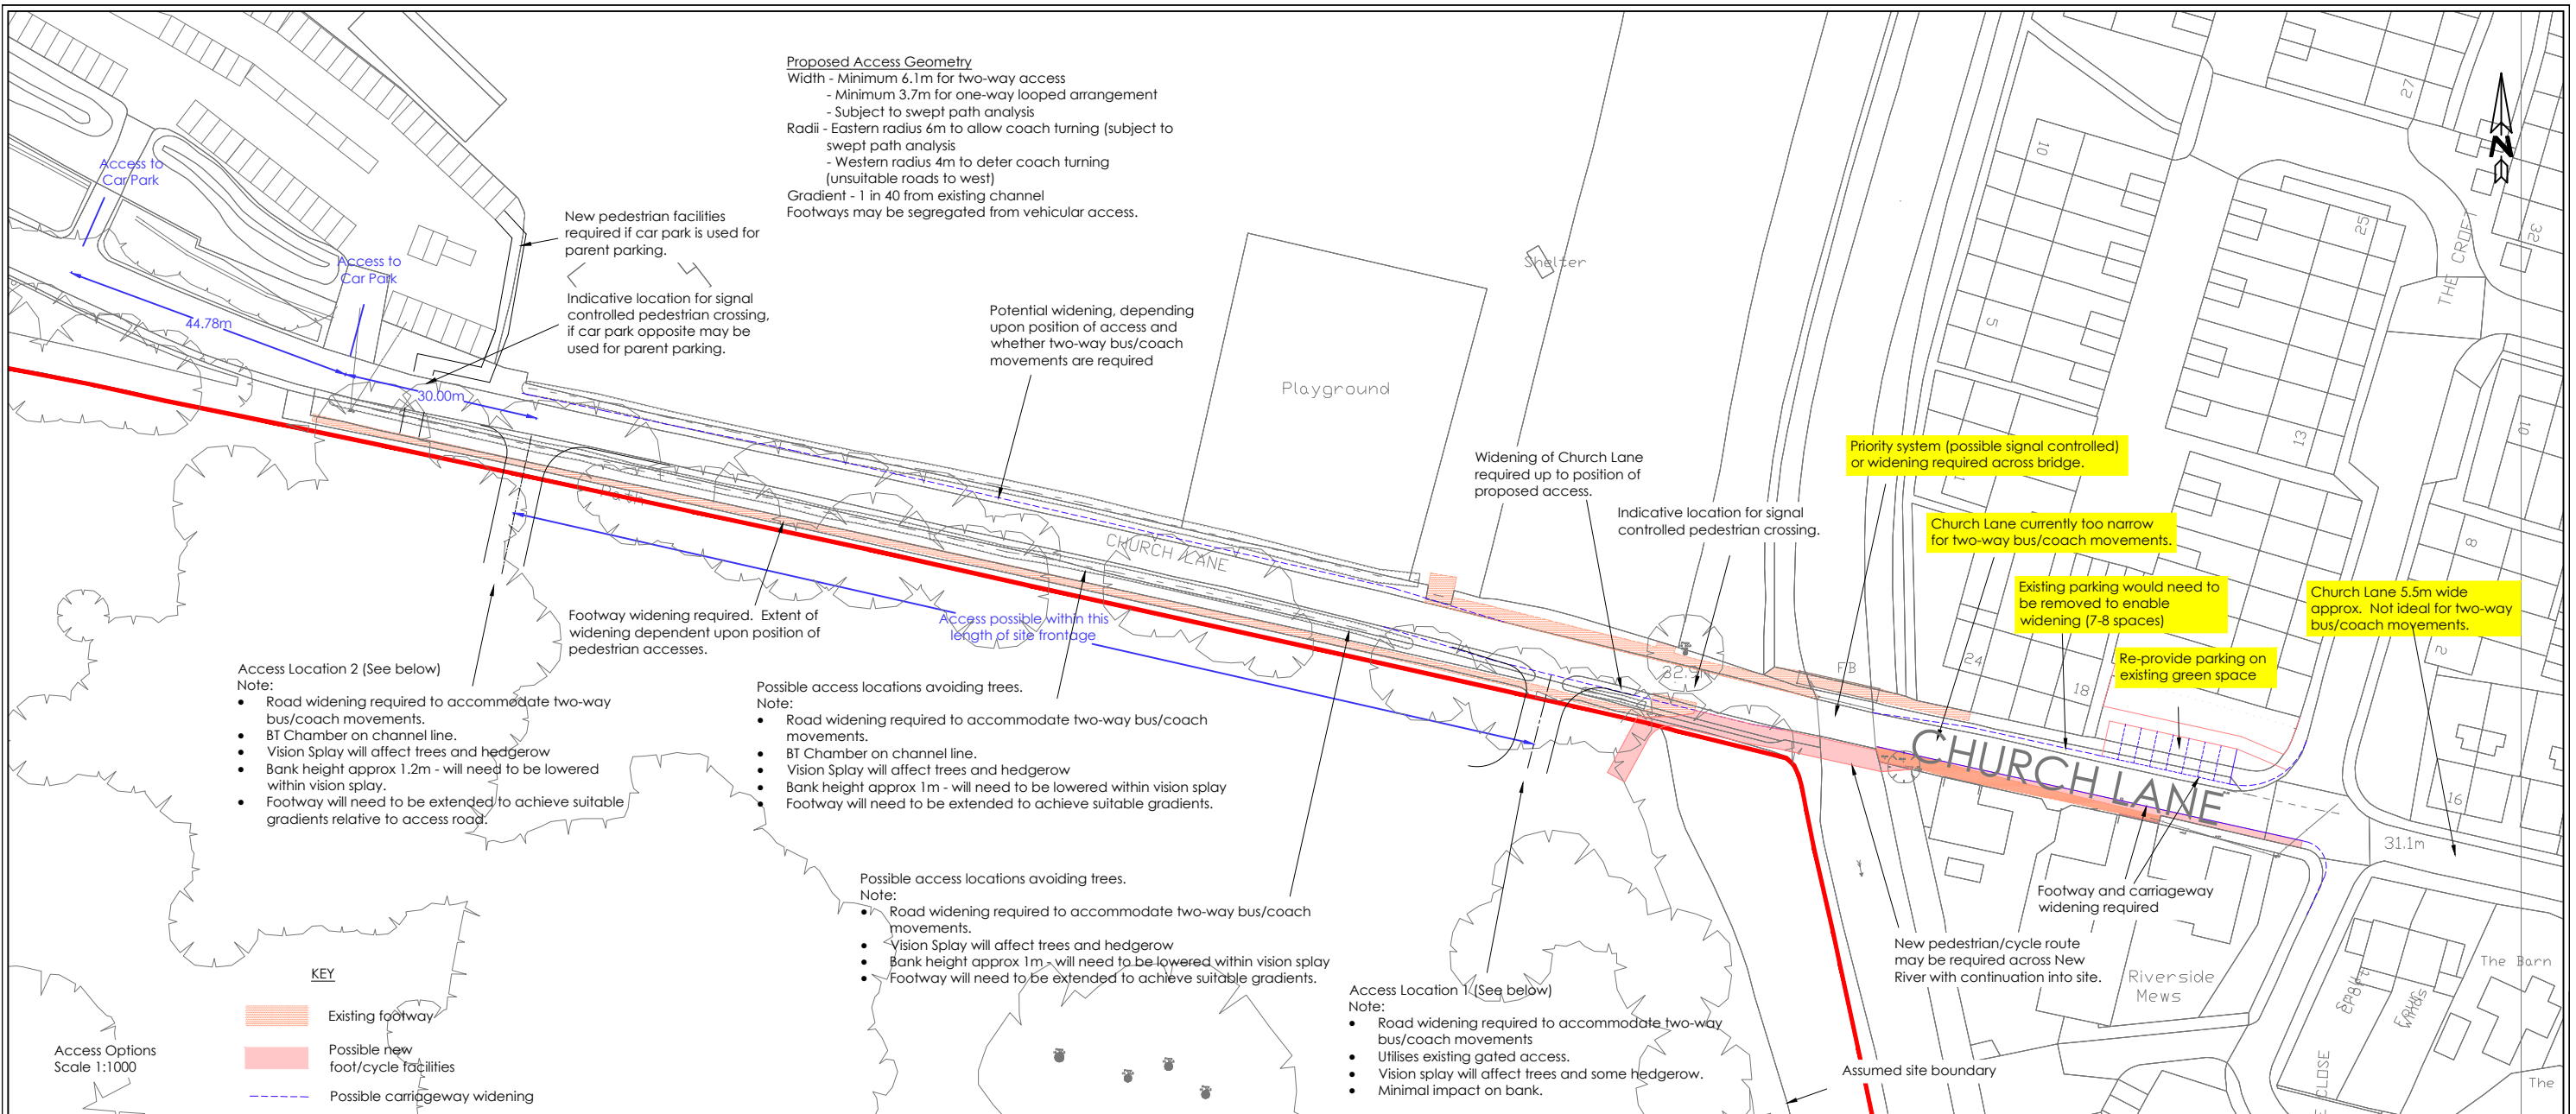 Proposed Access Geometry
Width - Minimum 6.1m for two-way access
- Minimum 3.7m for one-way looped arrangement
- Subject to swept path analysis
Radii - Eastern radius 6m to allow coach turning (subject to
swept path analysis
- Western radius 4m to deter coach turning
(unsuitable roads to west)
Gradient - 1 in 40 from existing channel
Footways may be segregated from vehicular access.
Access to
Car Park
Access to
Car Park
44.78m
30.00m
New pedestrian facilities
required if car park is used for
parent parking.
Indicative location for signal
controlled pedestrian crossing,
if car park opposite may be
used for parent parking.
Potential widening, depending
upon position of access and
whether two-way bus/coach
movements are required
Shelter
Playground
N
27
10
25
THE CROFT
32
5
13
10
8
2
1
24
18
16
Widening of Church Lane
required up to position of
proposed access.
Indicative location for signal
controlled pedestrian crossing.
Priority system (possible signal controlled)
or widening required across bridge.
Church Lane currently too narrow
for two-way bus/coach movements.
Existing parking would need to
be removed to enable
widening (7-8 spaces)
Church Lane 5.5m wide
approx. Not ideal for two-way
bus/coach movements.
Re-provide parking on
existing green space
Path
CHURCH LANE
FB
CHURCH LANE
31.1m
Footway widening required. Extent of
widening dependent upon position of
pedestrian accesses.
Access possible within this
length of site frontage
Access Location 2 (See below)
Note:
• Road widening required to accommodate two-way
bus/coach movements.
• BT Chamber on channel line.
• Vision Splay will affect trees and hedgerow
• Bank height approx 1.2m - will need to be lowered
within vision splay.
• Footway will need to be extended to achieve suitable
gradients relative to access road.
Possible access locations avoiding trees.
Note:
• Road widening required to accommodate two-way bus/coach
movements.
• BT Chamber on channel line.
• Vision Splay will affect trees and hedgerow
• Bank height approx 1m - will need to be lowered within vision splay
• Footway will need to be extended to achieve suitable gradients.
Possible access locations avoiding trees.
Note:
• Road widening required to accommodate two-way bus/coach
movements.
• Vision Splay will affect trees and hedgerow
• Bank height approx 1m - will need to be lowered within vision splay
• Footway will need to be extended to achieve suitable gradients.
Access Location 1 (See below)
Note:
• Road widening required to accommodate two-way
bus/coach movements
• Utilises existing gated access.
• Vision splay will affect trees and some hedgerow.
• Minimal impact on bank.
Footway and carriageway
widening required
New pedestrian/cycle route
may be required across New
River with continuation into site.
Riverside
Mews
Assumed site boundary
Four
Winds
The Barn
CLOSE
The
KEY
Existing footway
Possible new
foot/cycle facilities
Possible carriageway widening
Access Options
Scale 1:1000